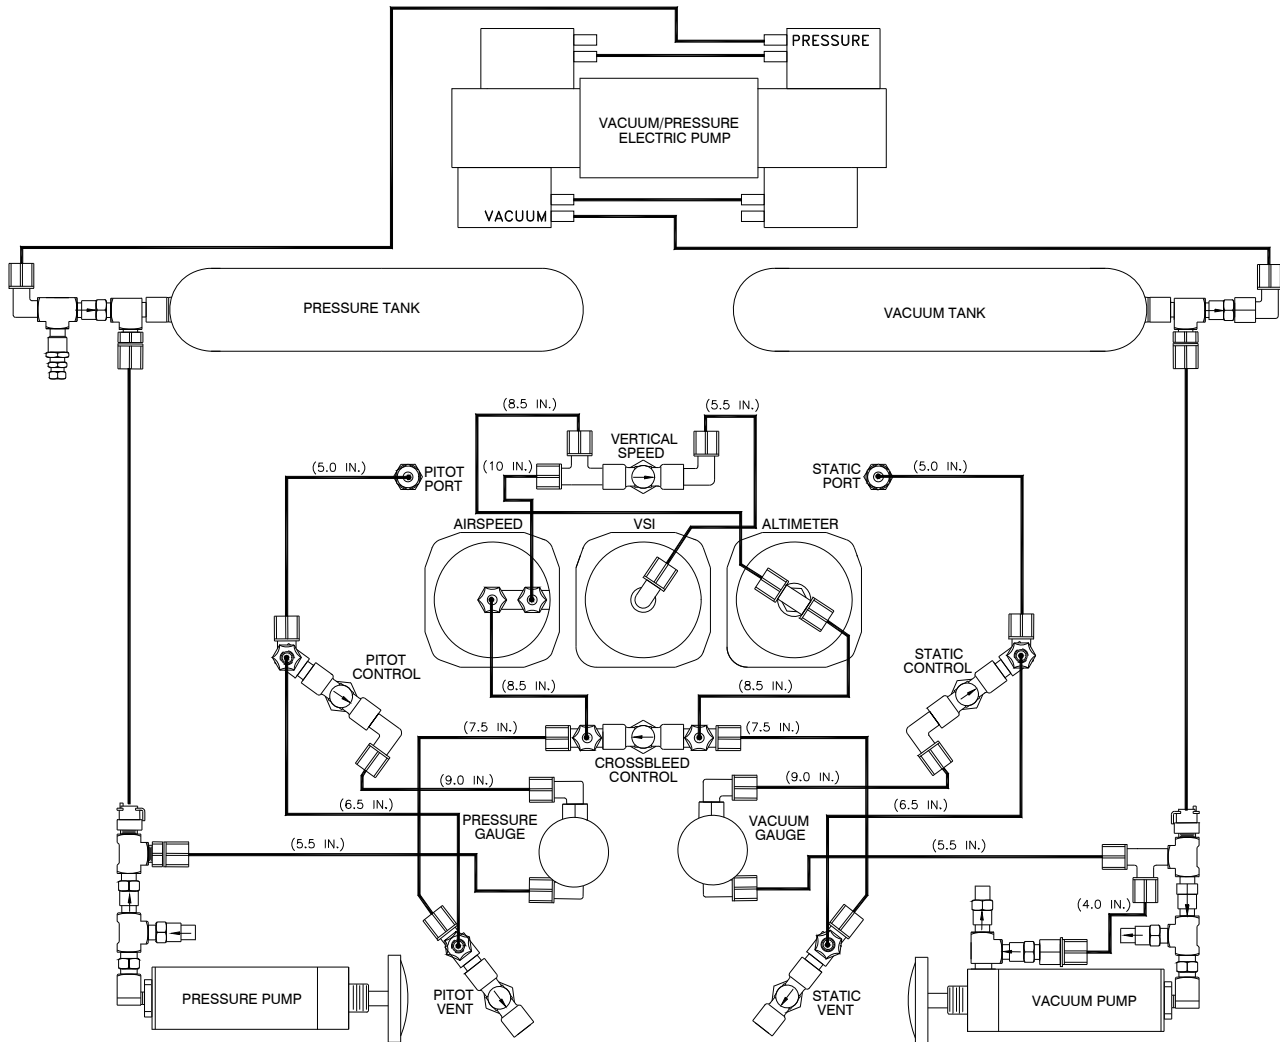 PRESSURE
VACUUM/PRESSURE
ELECTRIC PUMP
VACUUM
PRESSURE TANK
VACUUM TANK
(8.5 IN.)
(5.5 IN.)
VERTICAL
SPEED
(5.0 IN.)
PITOT
PORT
(10 IN.)
STATIC
PORT
(5.0 IN.)
AIRSPEED
VSI
ALTIMETER
PITOT
CONTROL
STATIC
CONTROL
(8.5 IN.)
(8.5 IN.)
(7.5 IN.)
(7.5 IN.)
CROSSBLEED
CONTROL
(9.0 IN.)
(9.0 IN.)
(6.5 IN.)
PRESSURE
GAUGE
VACUUM
GAUGE
(6.5 IN.)
(5.5 IN.)
(5.5 IN.)
(4.0 IN.)
PRESSURE PUMP
PITOT
VENT
STATIC
VENT
VACUUM PUMP